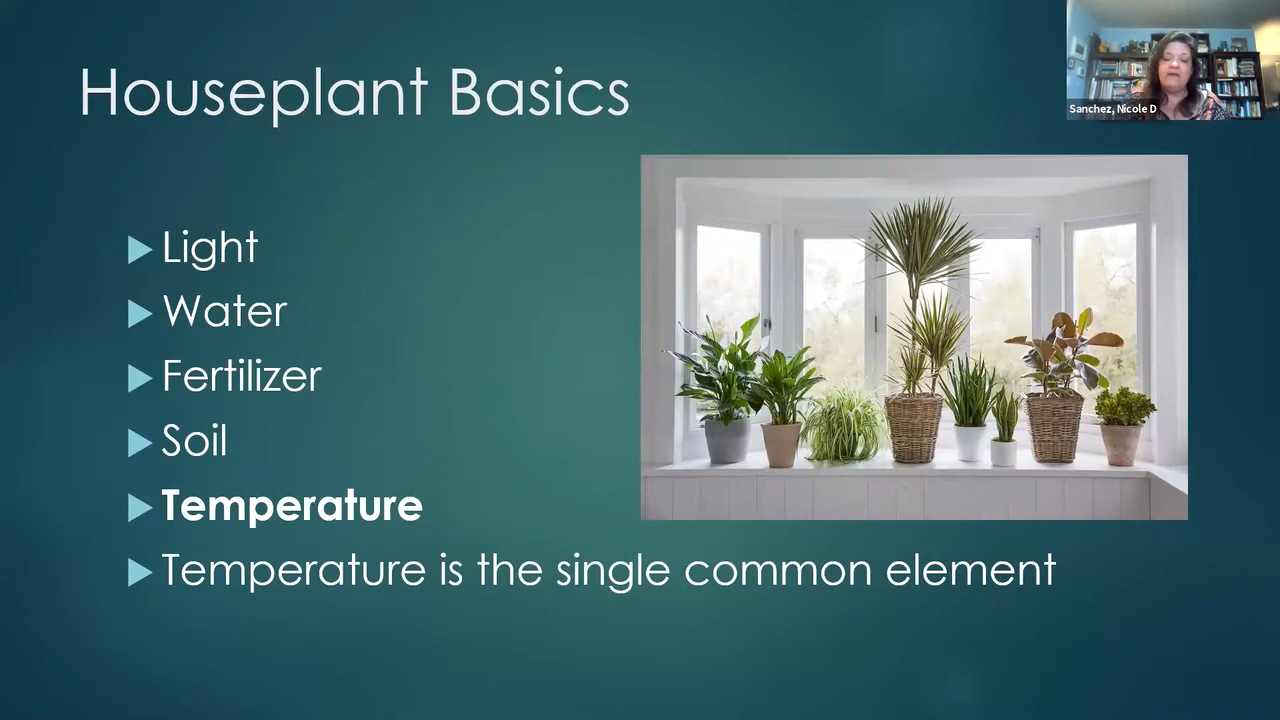 Houseplant Basics
Sanchez, Nicole D
Light
Water
Fertilizer
Soil
Temperature
Temperature is the single common element